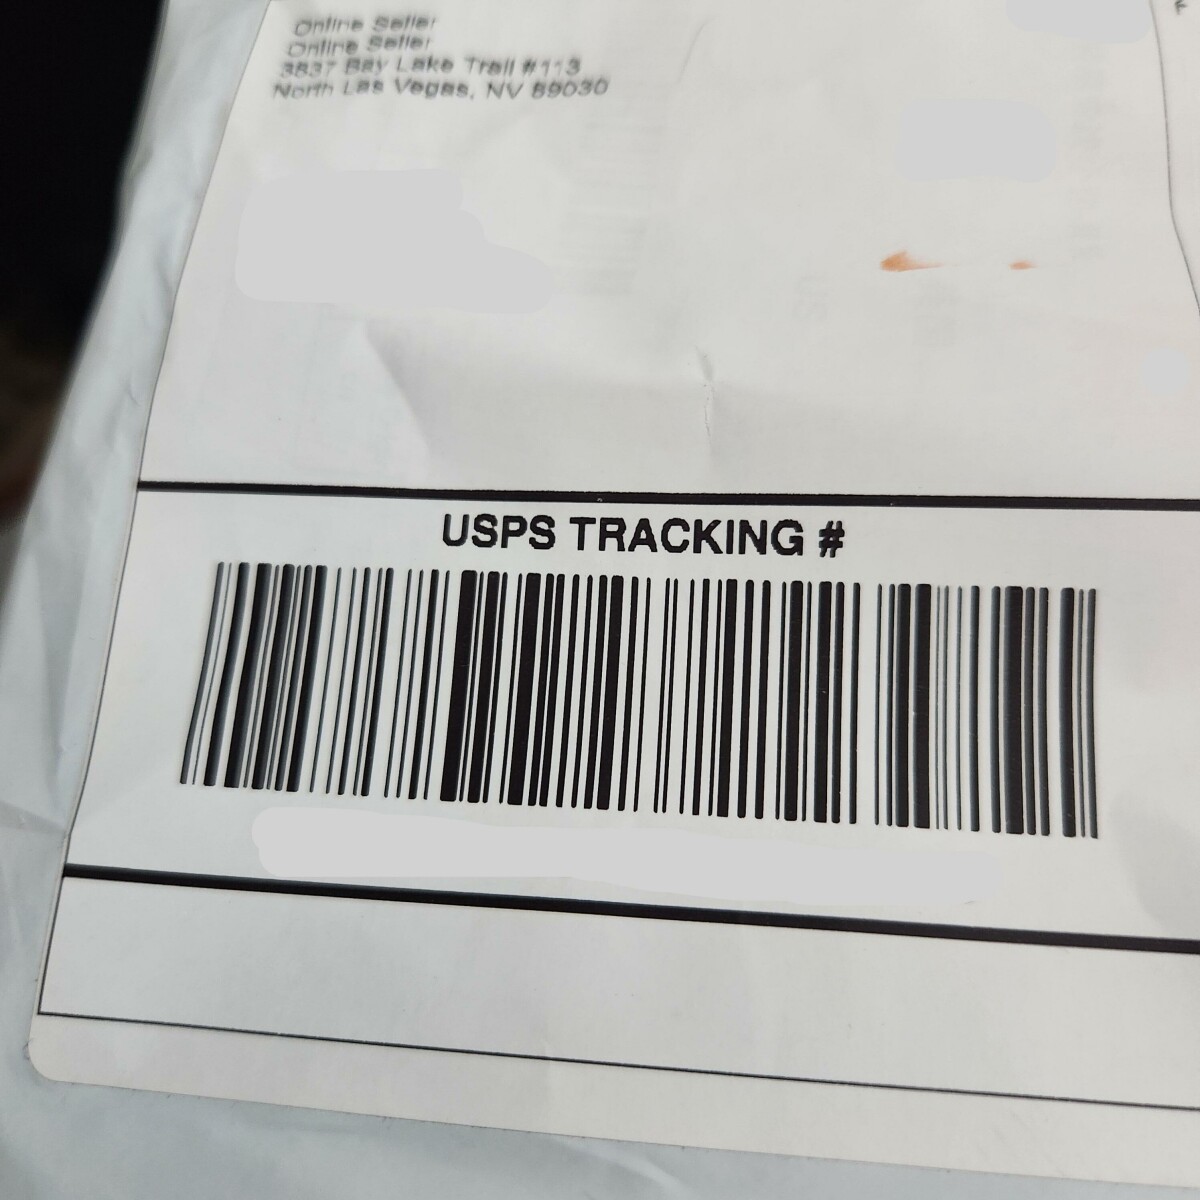 Online Seller
Online Seller
3837 Bay Lake Trail #113
North Las Vegas, NV 89030
USPS TRACKING #